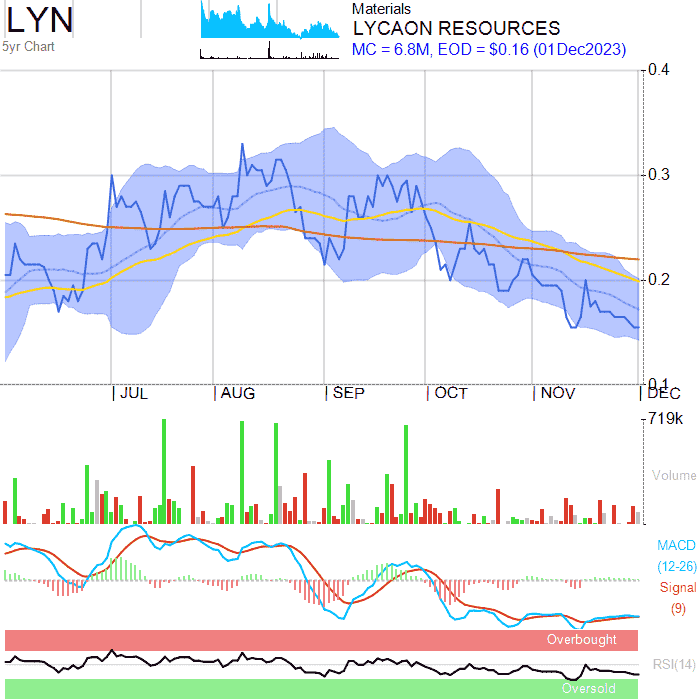 LYN
5yr Chart
Materials
LYCAON RESOURCES
MC = 6.8M, EOD = $0.16 (01Dec2023)
0.4
0.3
0.2
0.1
JUL
AUG
SEP
OCT
NOV
DEC
719k
Volume
MACD
(12-26)
Signal
(9)
Overbought
RSI(14)
Oversold